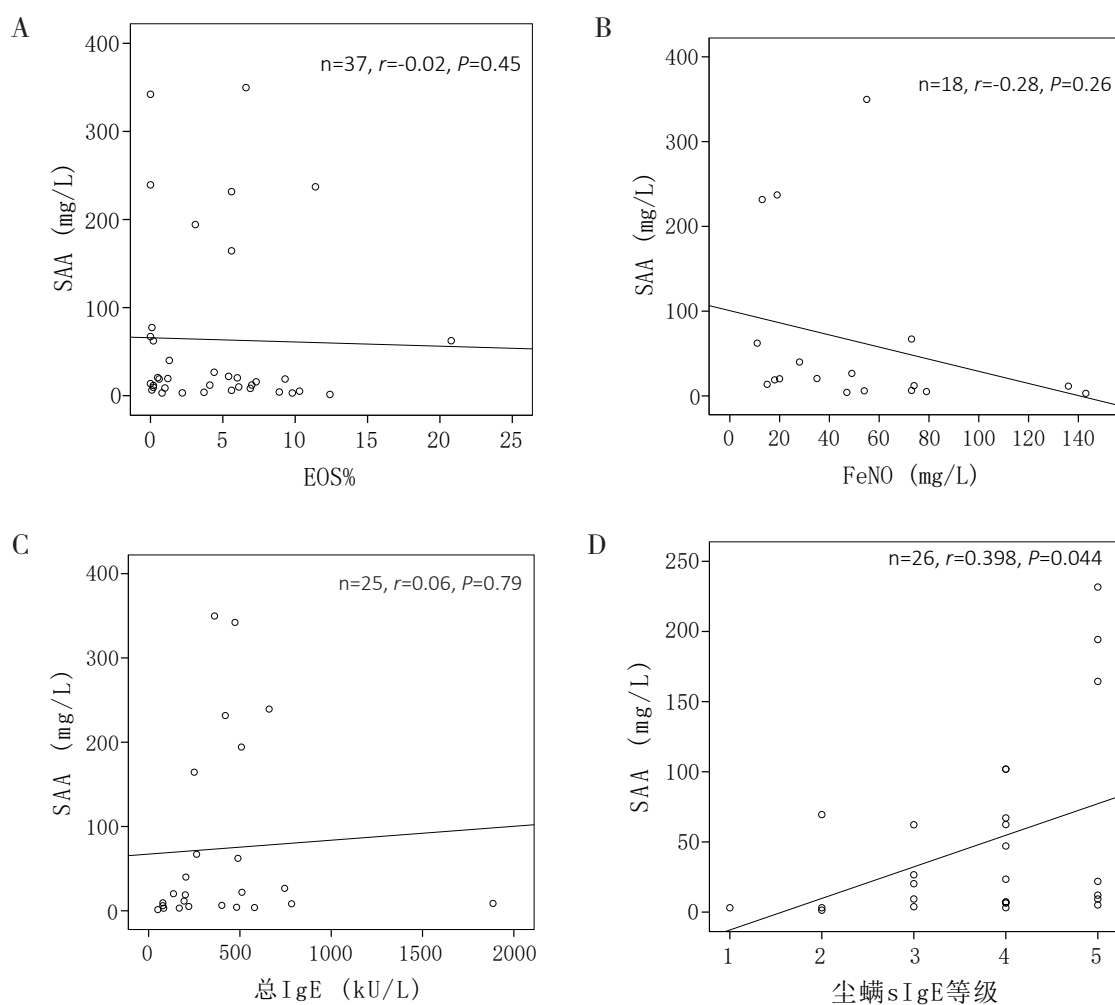 A
n=37, r=-0.02, P=0.45
SAA (mg/L)
400
300
200
100
0
0 5 10 15 20 25
EOS%
B
n=18, r=-0.28, P=0.26
SAA (mg/L)
400
300
200
100
0
0 20 40 60 80 100 120 140
FeNO (mg/L)
C
n=25, r=0.06, P=0.79
SAA (mg/L)
400
300
200
100
0
0 500 1000 1500 2000
总IgE (kU/L)
D
n=26, r=0.398, P=0.044
SAA (mg/L)
250
200
150
100
50
0
1 2 3 4 5
尘螨sIgE等级